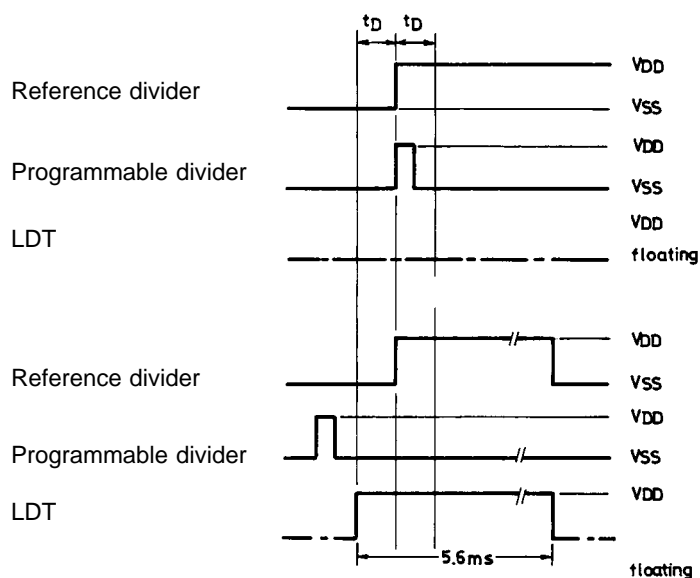 tD tD
VDD
Reference divider
VSS
VDD
Programmable divider
VSS
VDD
LDT
floating
VDD
Reference divider
VSS
VDD
Programmable divider
VSS
VDD
LDT
5.6ms
floating